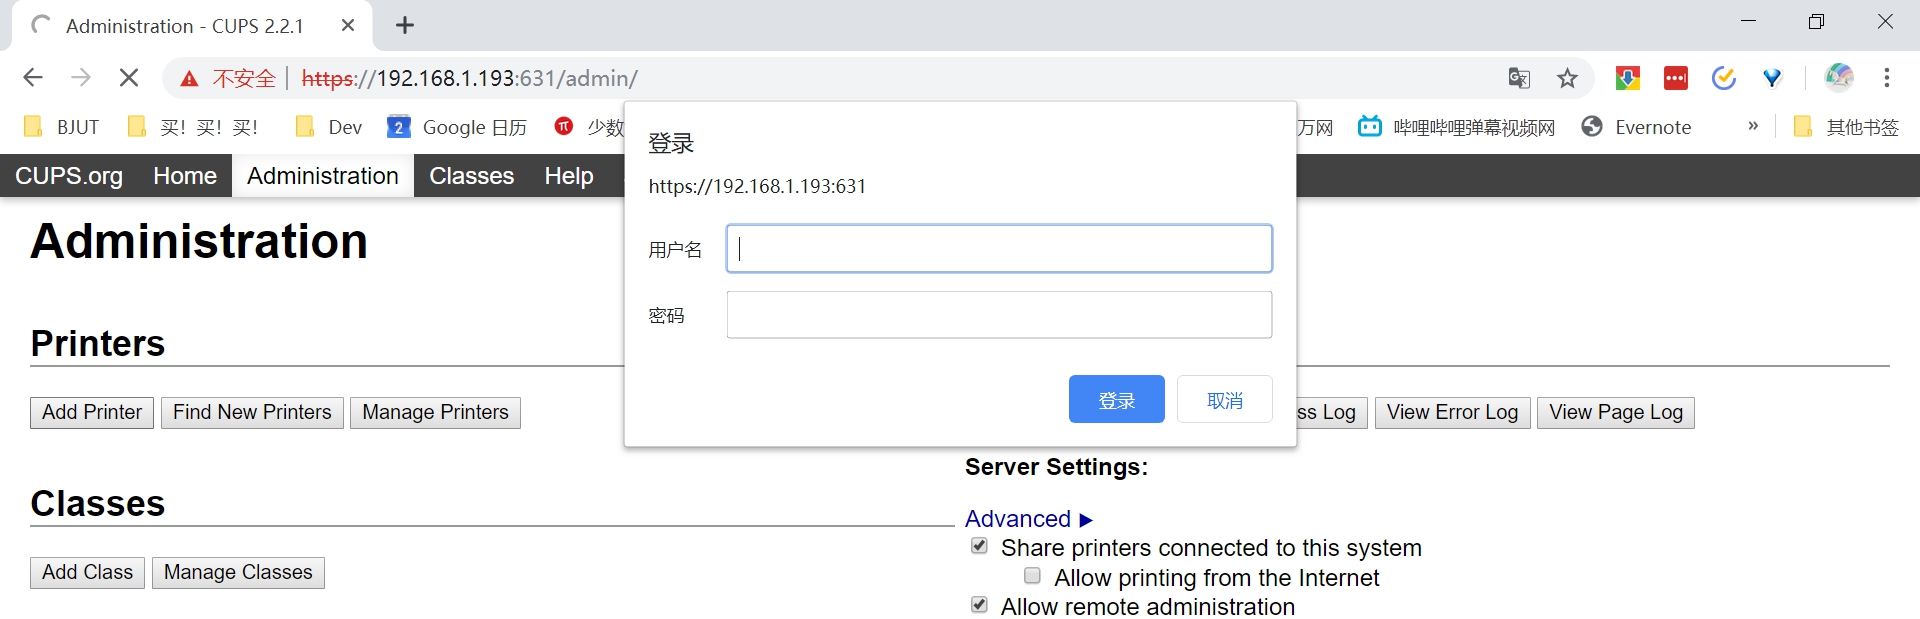 Administration - CUPS 2.2.1
不安全 https://192.168.1.193:631/admin/
BJUT 买！买！买！ Dev 2 Google 日历 π 少数 万网 哔哩哔哩弹幕视频网 Evernote » 其他书签
CUPS.org Home Administration Classes Help
登录
https://192.168.1.193:631
用户名
密码
登录 取消
Administration
Printers
Add Printer Find New Printers Manage Printers
ss Log View Error Log View Page Log
Server Settings:
Classes
Add Class Manage Classes
Advanced ▶
Share printers connected to this system
Allow printing from the Internet
Allow remote administration